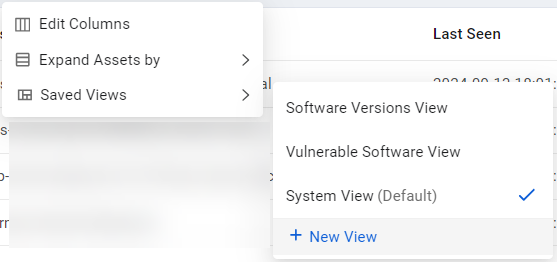 Edit Columns
Last Seen
Expand Assets by
Saved Views
Software Versions View
Vulnerable Software View
System View (Default)
+ New View